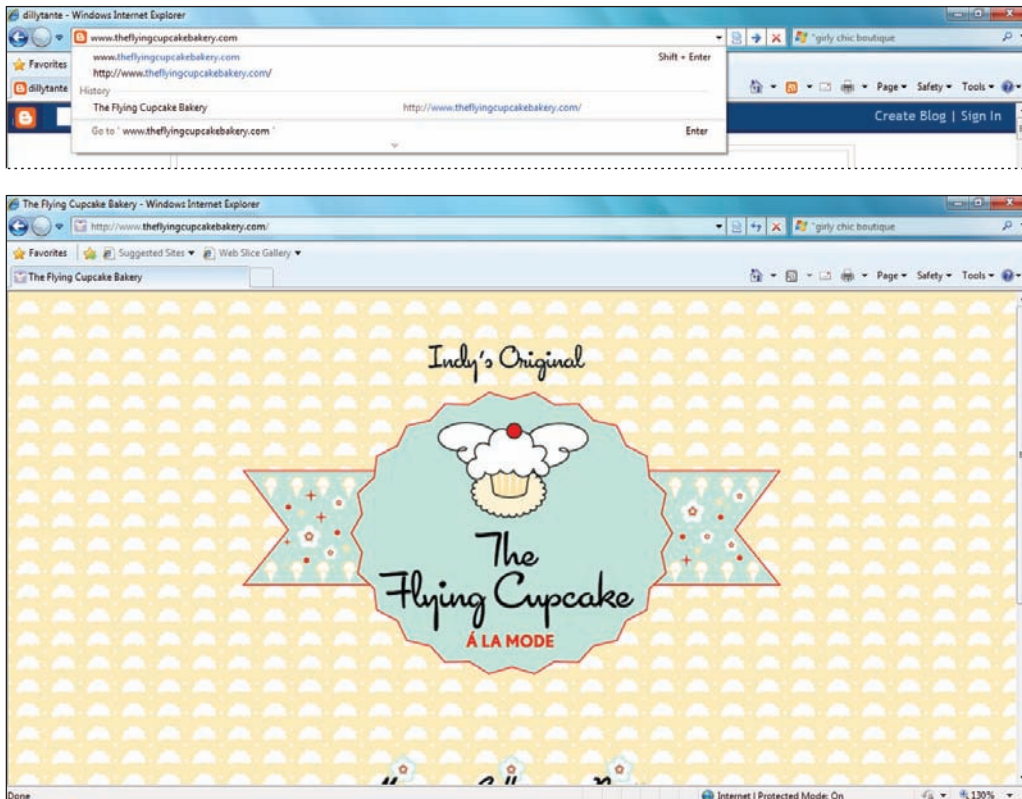 dillytante - Windows Internet Explorer
www.theflyingcupcakebakery.com
"girly chic boutique
Favorites
www.theflyingcupcakebakery.com Shift + Enter
http://www.theflyingcupcakebakery.com/
dillytante
History
Page Safety Tools
The Flying Cupcake Bakery http://www.theflyingcupcakebakery.com/
Create Blog | Sign In
Go to ' www.theflyingcupcakebakery.com ' Enter
The Flying Cupcake Bakery - Windows Internet Explorer
http://www.theflyingcupcakebakery.com/
"girly chic boutique
Favorites Suggested Sites Web Slice Gallery
The Flying Cupcake Bakery
Page Safety Tools
Indy's Original
The
Flying Cupcake
Á LA MODE
Done Internet | Protected Mode: On 130%